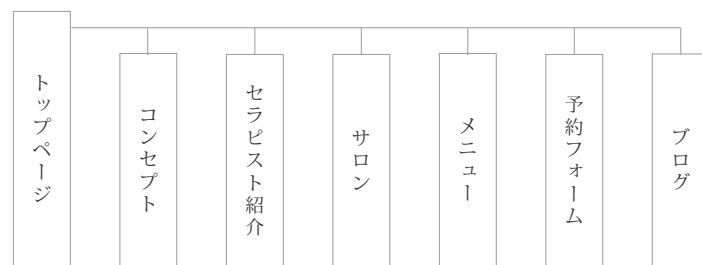 トップページ
コンセプト
セラピスト紹介
サロン
メニュー
予約フォーム
ブログ